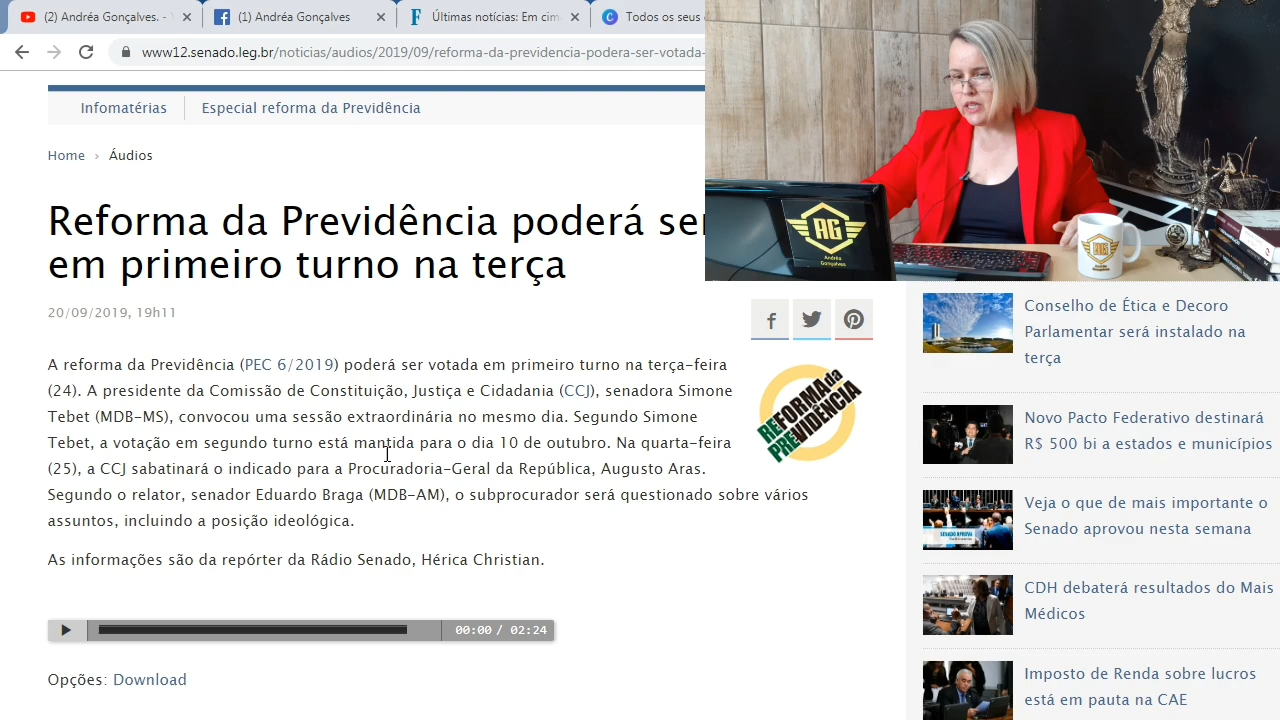 (2) Andréa Gonçalves. -
(1) Andréa Gonçalves
Últimas notícias: Em cim
Todos os seus
www12.senado.leg.br/noticias/audios/2019/09/reforma-da-previdencia-podera-ser-votada-
Infomatérias
Especial reforma da Previdência
Home › Áudios
Reforma da Previdência poderá se
em primeiro turno na terça
20/09/2019, 19h11
A reforma da Previdência (PEC 6/2019) poderá ser votada em primeiro turno na terça-feira
(24). A presidente da Comissão de Constituição, Justiça e Cidadania (CCJ), senadora Simone
Tebet (MDB-MS), convocou uma sessão extraordinária no mesmo dia. Segundo Simone
Tebet, a votação em segundo turno está mantida para o dia 10 de outubro. Na quarta-feira
(25), a CCJ sabatinará o indicado para a Procuradoria-Geral da República, Augusto Aras.
Segundo o relator, senador Eduardo Braga (MDB-AM), o subprocurador será questionado sobre vários
assuntos, incluindo a posição ideológica.
As informações são da repórter da Rádio Senado, Hérica Christian.
00:00 / 02:24
Opções: Download
REFORMA da
PREVIDÊNCIA
AG
Andréa
Gonçalves
AG
Andréa
Gonçalves
Conselho de Ética e Decoro
Parlamentar será instalado na
terça
Novo Pacto Federativo destinará
R$ 500 bi a estados e municípios
Veja o que de mais importante o
Senado aprovou nesta semana
SENADO APROVA
CDH debaterá resultados do Mais
Médicos
Imposto de Renda sobre lucros
está em pauta na CAE